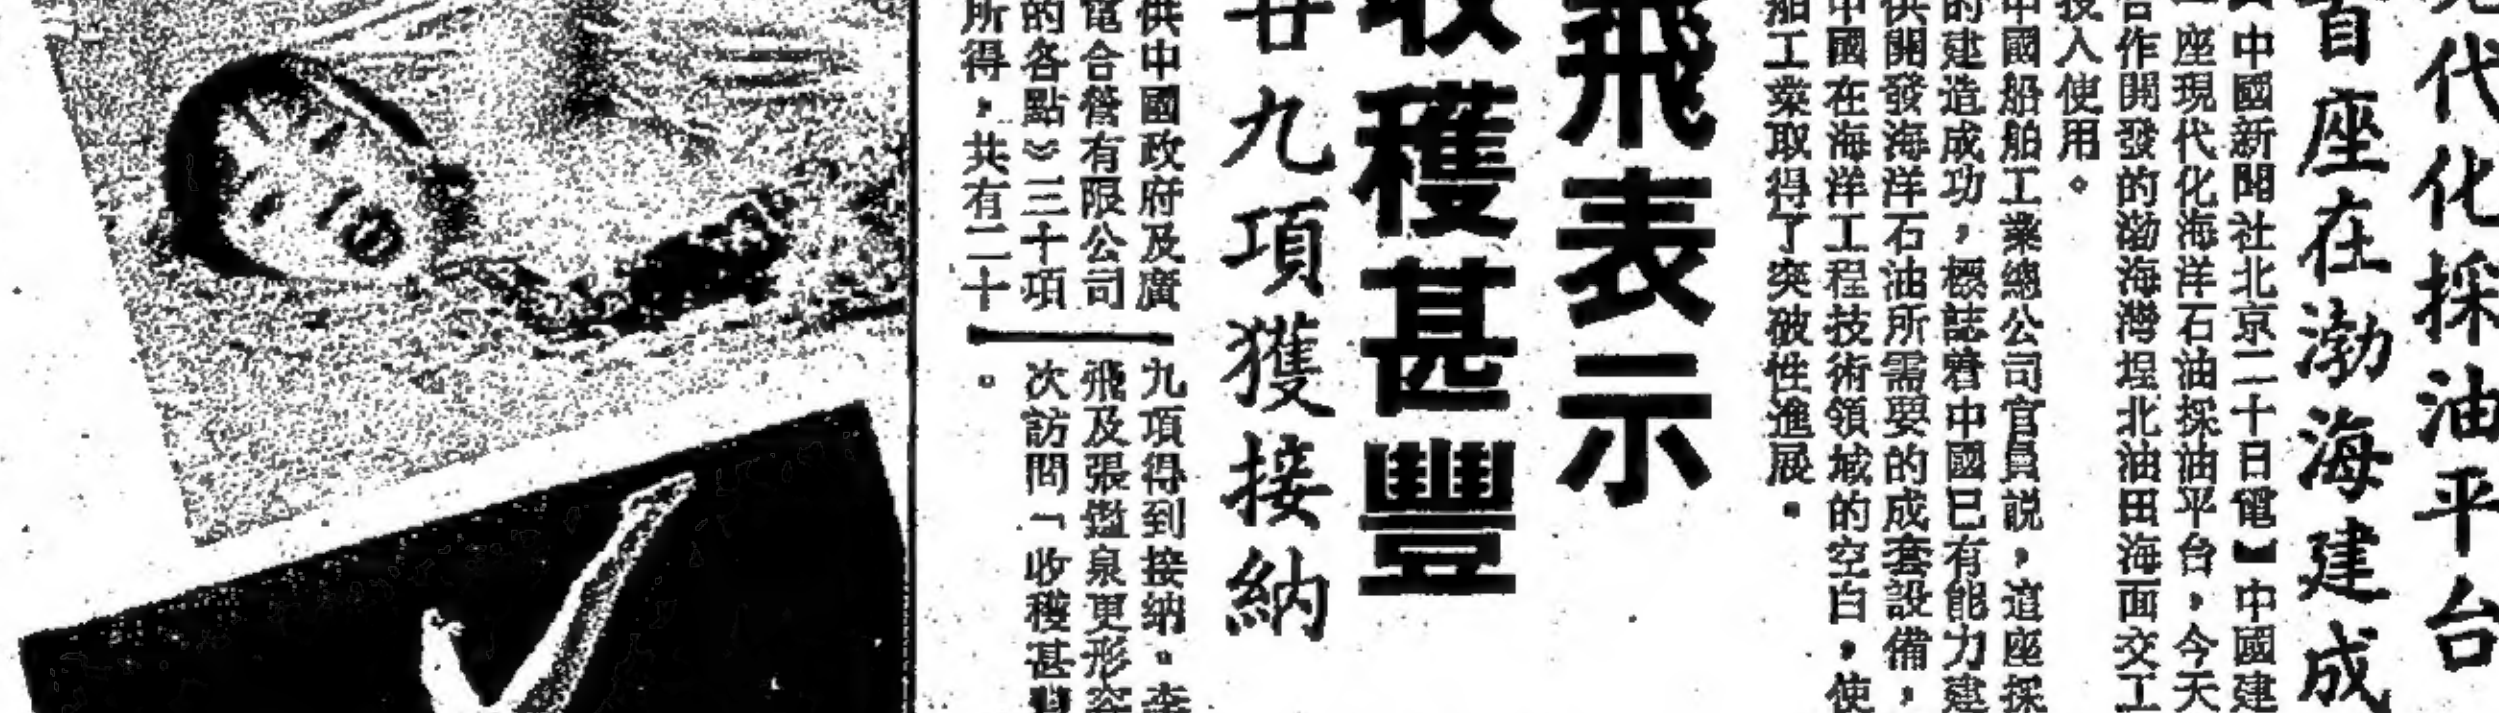 代化採油平台
首座在渤海建成
中國新聞社北京二十日電】中國建
一座現代化海洋石油採油平台，今天
合作開發的渤海灣埕北油田海面交工
投入使用。
中國船舶工業總公司官員說，這座採
的建造成功，標誌着中國已有能力建
供開發海洋石油所需要的成套設備，
中國在海洋工程技術領域的空白，使
舶工業取得了突破性進展。
飛表示
收穫甚豐
廿九項獲接納
供中國政府及廣
電合營有限公司
的各點》三十項
所得，共有二十
九項得到接納。李
飛及張鑑泉更形容
次訪問「收穫甚豐
。